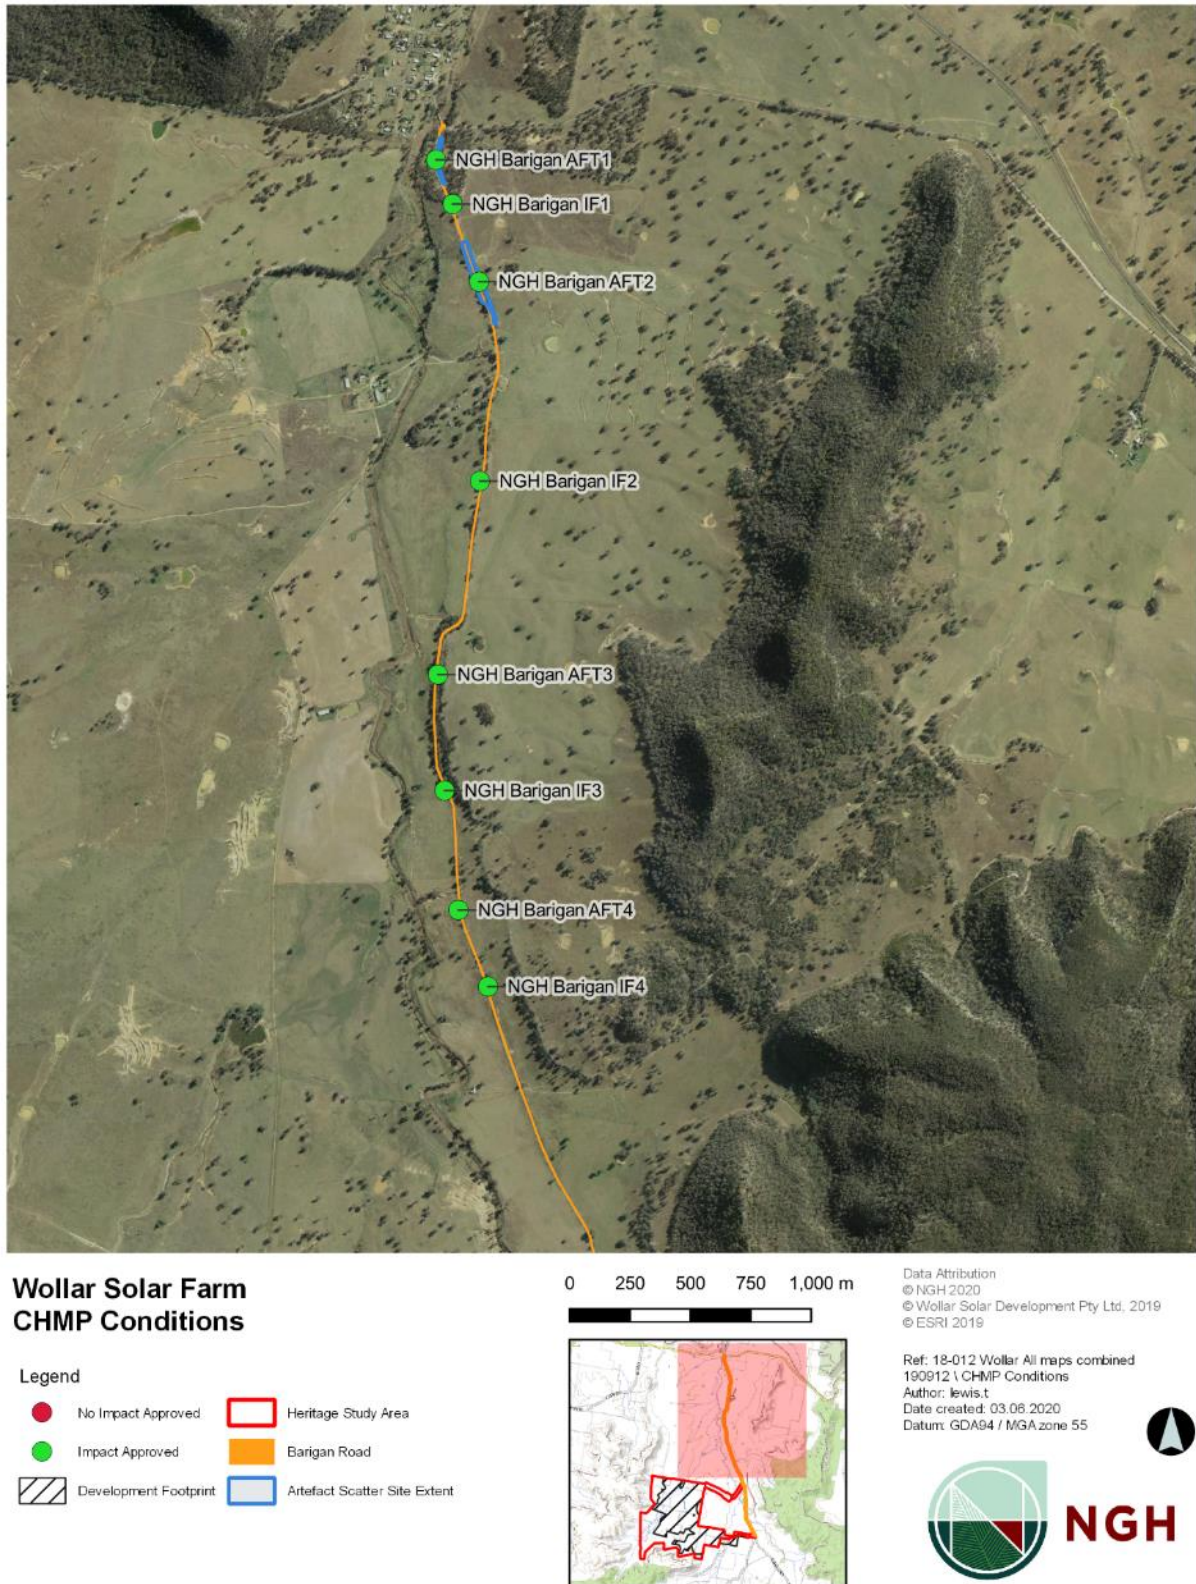 NGH Barigan AFT1
NGH Barigan IF1
NGH Barigan AFT2
NGH Barigan IF2
NGH Barigan AFT3
NGH Barigan IF3
NGH Barigan AFT4
NGH Barigan IF4
Wollar Solar Farm
CHMP Conditions
Legend
No Impact Approved
Heritage Study Area
Impact Approved
Barigan Road
Development Footprint
Artefact Scatter Site Extent
0 250 500 750 1,000 m
Data Attribution
© NGH 2020
© Wollar Solar Development Pty Ltd, 2019
© ESRI 2019
Ref: 18-012 Wollar All maps combined
190912 \ CHMP Conditions
Author: lewis.t
Date created: 03.06.2020
Datum: GDA94 / MGA zone 55
NGH